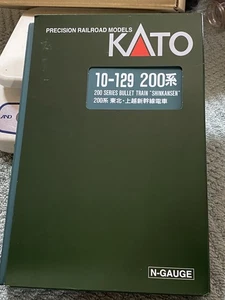 PRECISION RAILROAD MODELS
KATO
10-129 200系
200 SERIES BULLET TRAIN "SHINKANSEN"
200系 東北・上越新幹線電車
AND
N-GAUGE